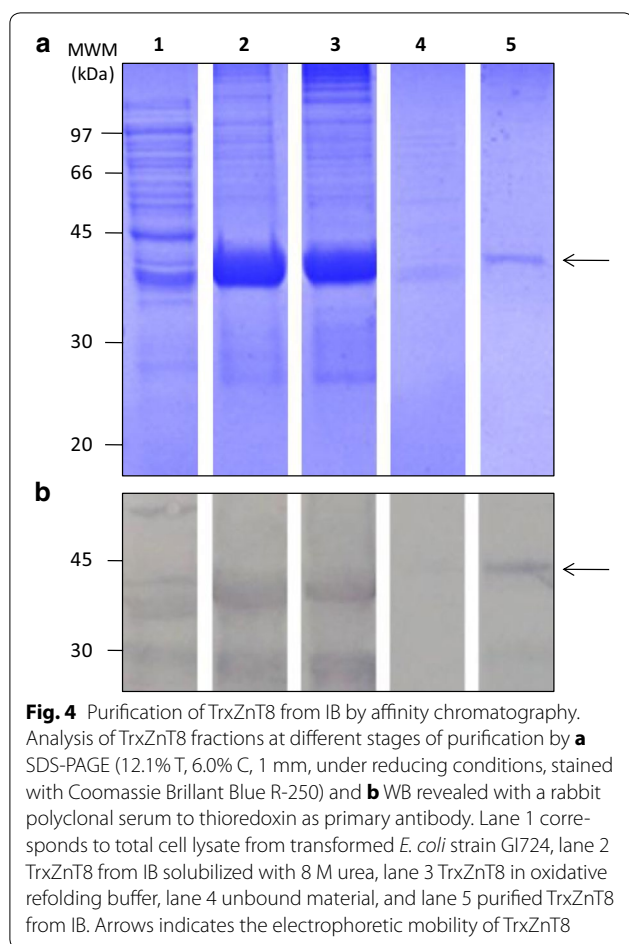 a MWM (kDa) 1 2 3 4 5
97
66
45
30
20
b
45
30
Fig. 4 Purification of TrxZnT8 from IB by affinity chromatography.
Analysis of TrxZnT8 fractions at different stages of purification by a
SDS-PAGE (12.1% T, 6.0% C, 1 mm, under reducing conditions, stained
with Coomassie Brillant Blue R-250) and b WB revealed with a rabbit
polyclonal serum to thioredoxin as primary antibody. Lane 1 corre-
sponds to total cell lysate from transformed E. coli strain GI724, lane 2
TrxZnT8 from IB solubilized with 8 M urea, lane 3 TrxZnT8 in oxidative
refolding buffer, lane 4 unbound material, and lane 5 purified TrxZnT8
from IB. Arrows indicates the electrophoretic mobility of TrxZnT8